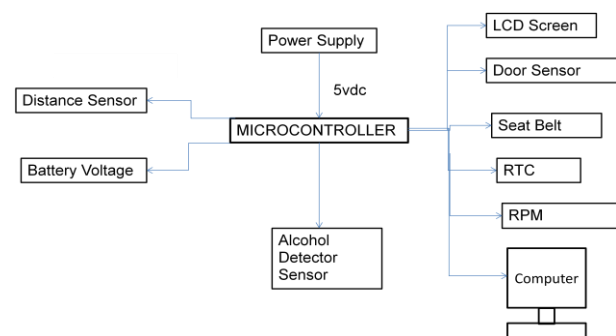 LCD Screen
Power Supply
Door Sensor
5vdc
Distance Sensor
MICROCONTROLLER
Seat Belt
Battery Voltage
RTC
RPM
Alcohol
Detector
Sensor
Computer